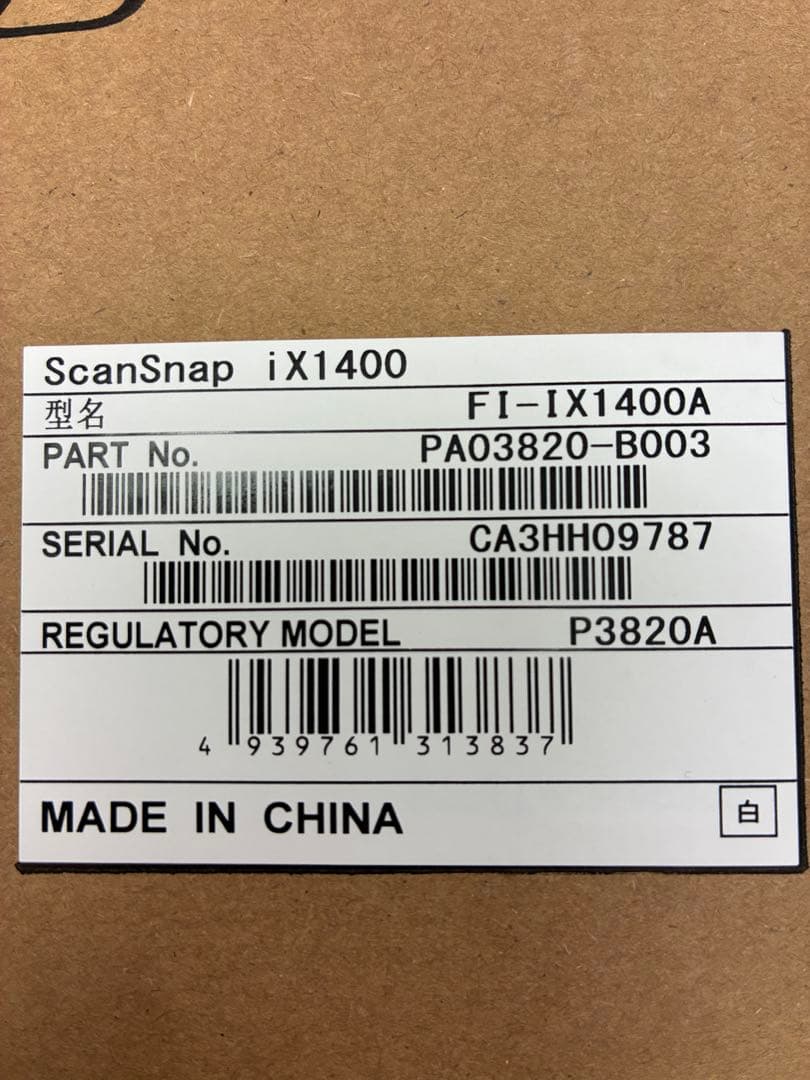 ScanSnap iX1400
型名 FI-IX1400A
PART No. PA03820-B003
SERIAL No. CA3HH09787
REGULATORY MODEL P3820A
4 939761 313837
MADE IN CHINA 白